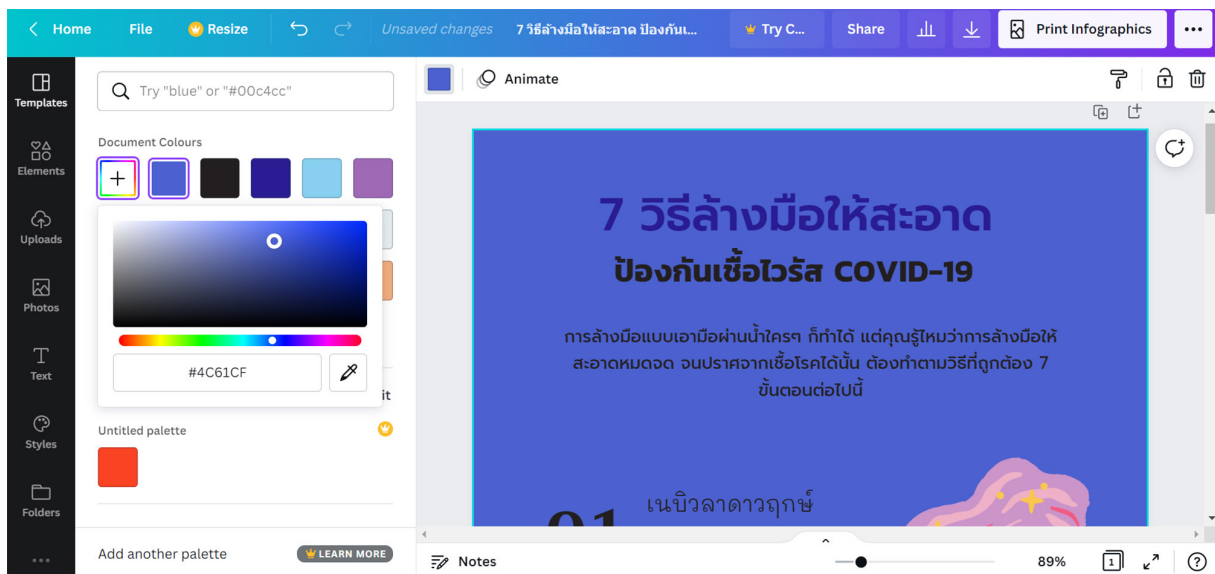 Home
File
Resize
Unsaved changes
7 วิธีล้างมือให้สะอาด ป้องกันเ...
Try C...
Share
Print Infographics
Templates
Elements
Uploads
Photos
Text
Styles
Folders
Try "blue" or "#00c4cc"
Document Colours
#4C61CF
it
Untitled palette
Add another palette
LEARN MORE
Animate
7 วิธีล้างมือให้สะอาด
ป้องกันเชื้อไวรัส COVID-19
การล้างมือแบบเอามือผ่านน้ำใครๆ ก็ทำได้ แต่คุณรู้ไหมว่าการล้างมือให้
สะอาดหมดจด จนปราศจากเชื้อโรคได้นั้น ต้องทำตามวิธีที่ถูกต้อง 7
ขั้นตอนต่อไปนี้
01
เนบิวลาดาวฤกษ์
Notes
89%
1